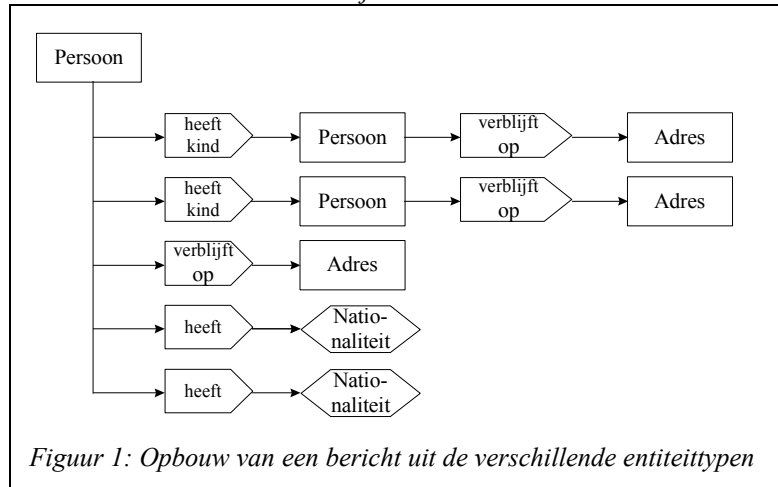 Persoon
heeft
kind
Persoon
verblijft
op
Adres
heeft
kind
Persoon
verblijft
op
Adres
verblijft
op
Adres
heeft
Natio-
naliteit
heeft
Natio-
naliteit
Figuur 1: Opbouw van een bericht uit de verschillende entiteittypen